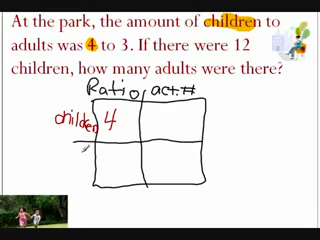 At the park, the amount of children to
adults was 4 to 3. If there were 12
children, how many adults were there?
Ratio act.#
children 4